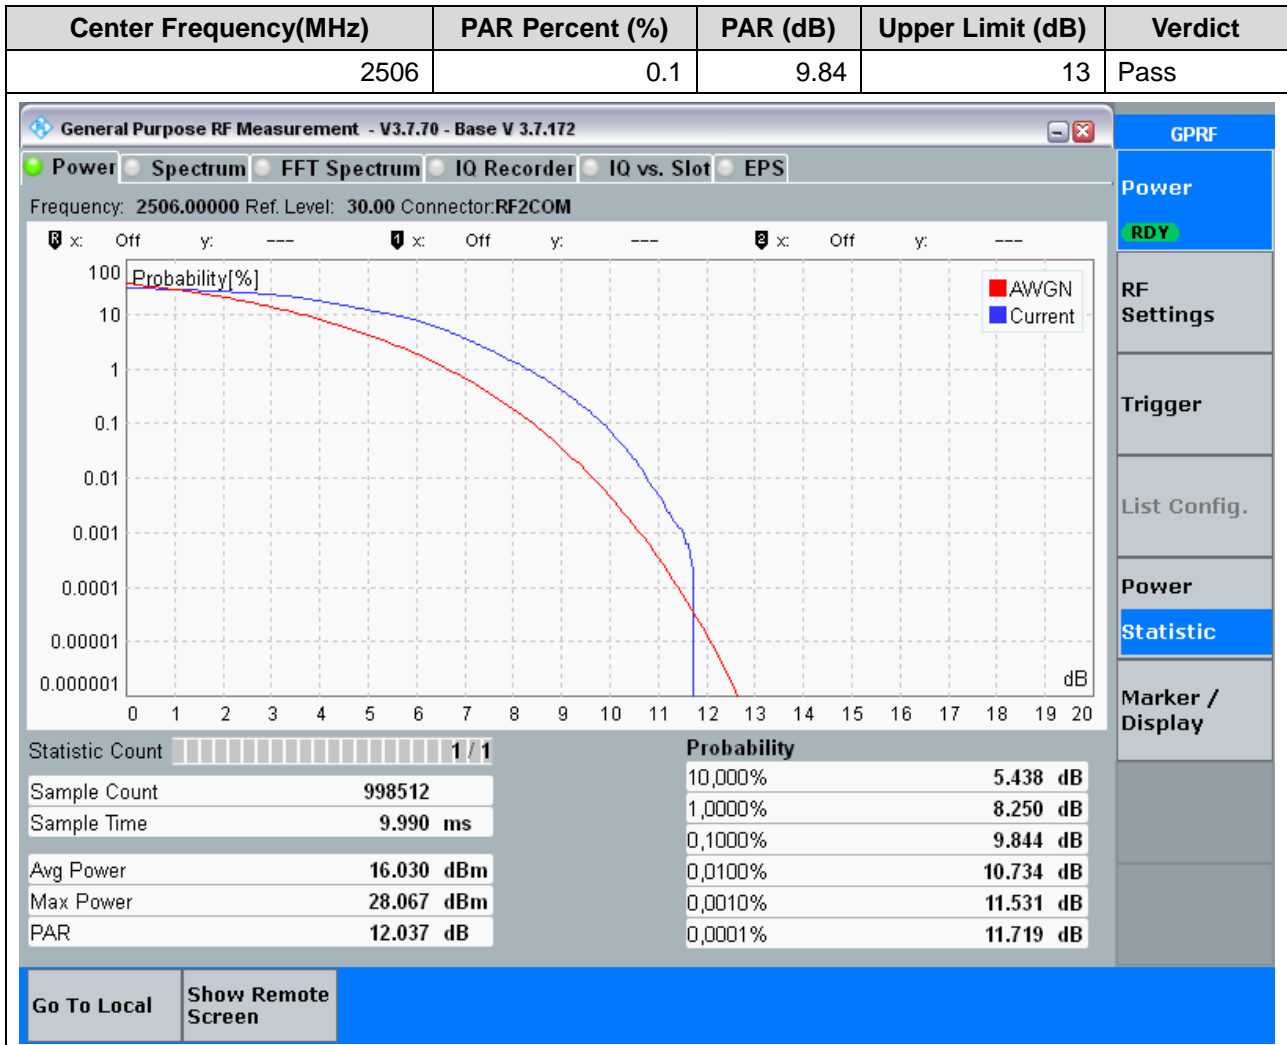 Center Frequency(MHz) PAR Percent (%) PAR (dB) Upper Limit (dB) Verdict
2506 0.1 9.84 13 Pass
General Purpose RF Measurement - V3.7.70 - Base V 3.7.172
GPRF
Power Spectrum FFT Spectrum IQ Recorder IQ vs. Slot EPS
Power
RDY
Frequency: 2506.00000 Ref. Level: 30.00 Connector:RF2COM
R x: Off y: --- 1 x: Off y: --- 2 x: Off y: ---
Probability[%]
AWGN
Current
100
10
1
0.1
0.01
0.001
0.0001
0.00001
0.000001
dB
0 1 2 3 4 5 6 7 8 9 10 11 12 13 14 15 16 17 18 19 20
RF
Settings
Trigger
List Config.
Power
Statistic
Marker /
Display
Statistic Count 1 / 1
Sample Count 998512
Sample Time 9.990 ms
Avg Power 16.030 dBm
Max Power 28.067 dBm
PAR 12.037 dB
Probability
10,000% 5.438 dB
1,0000% 8.250 dB
0,1000% 9.844 dB
0,0100% 10.734 dB
0,0010% 11.531 dB
0,0001% 11.719 dB
Go To Local
Show Remote
Screen